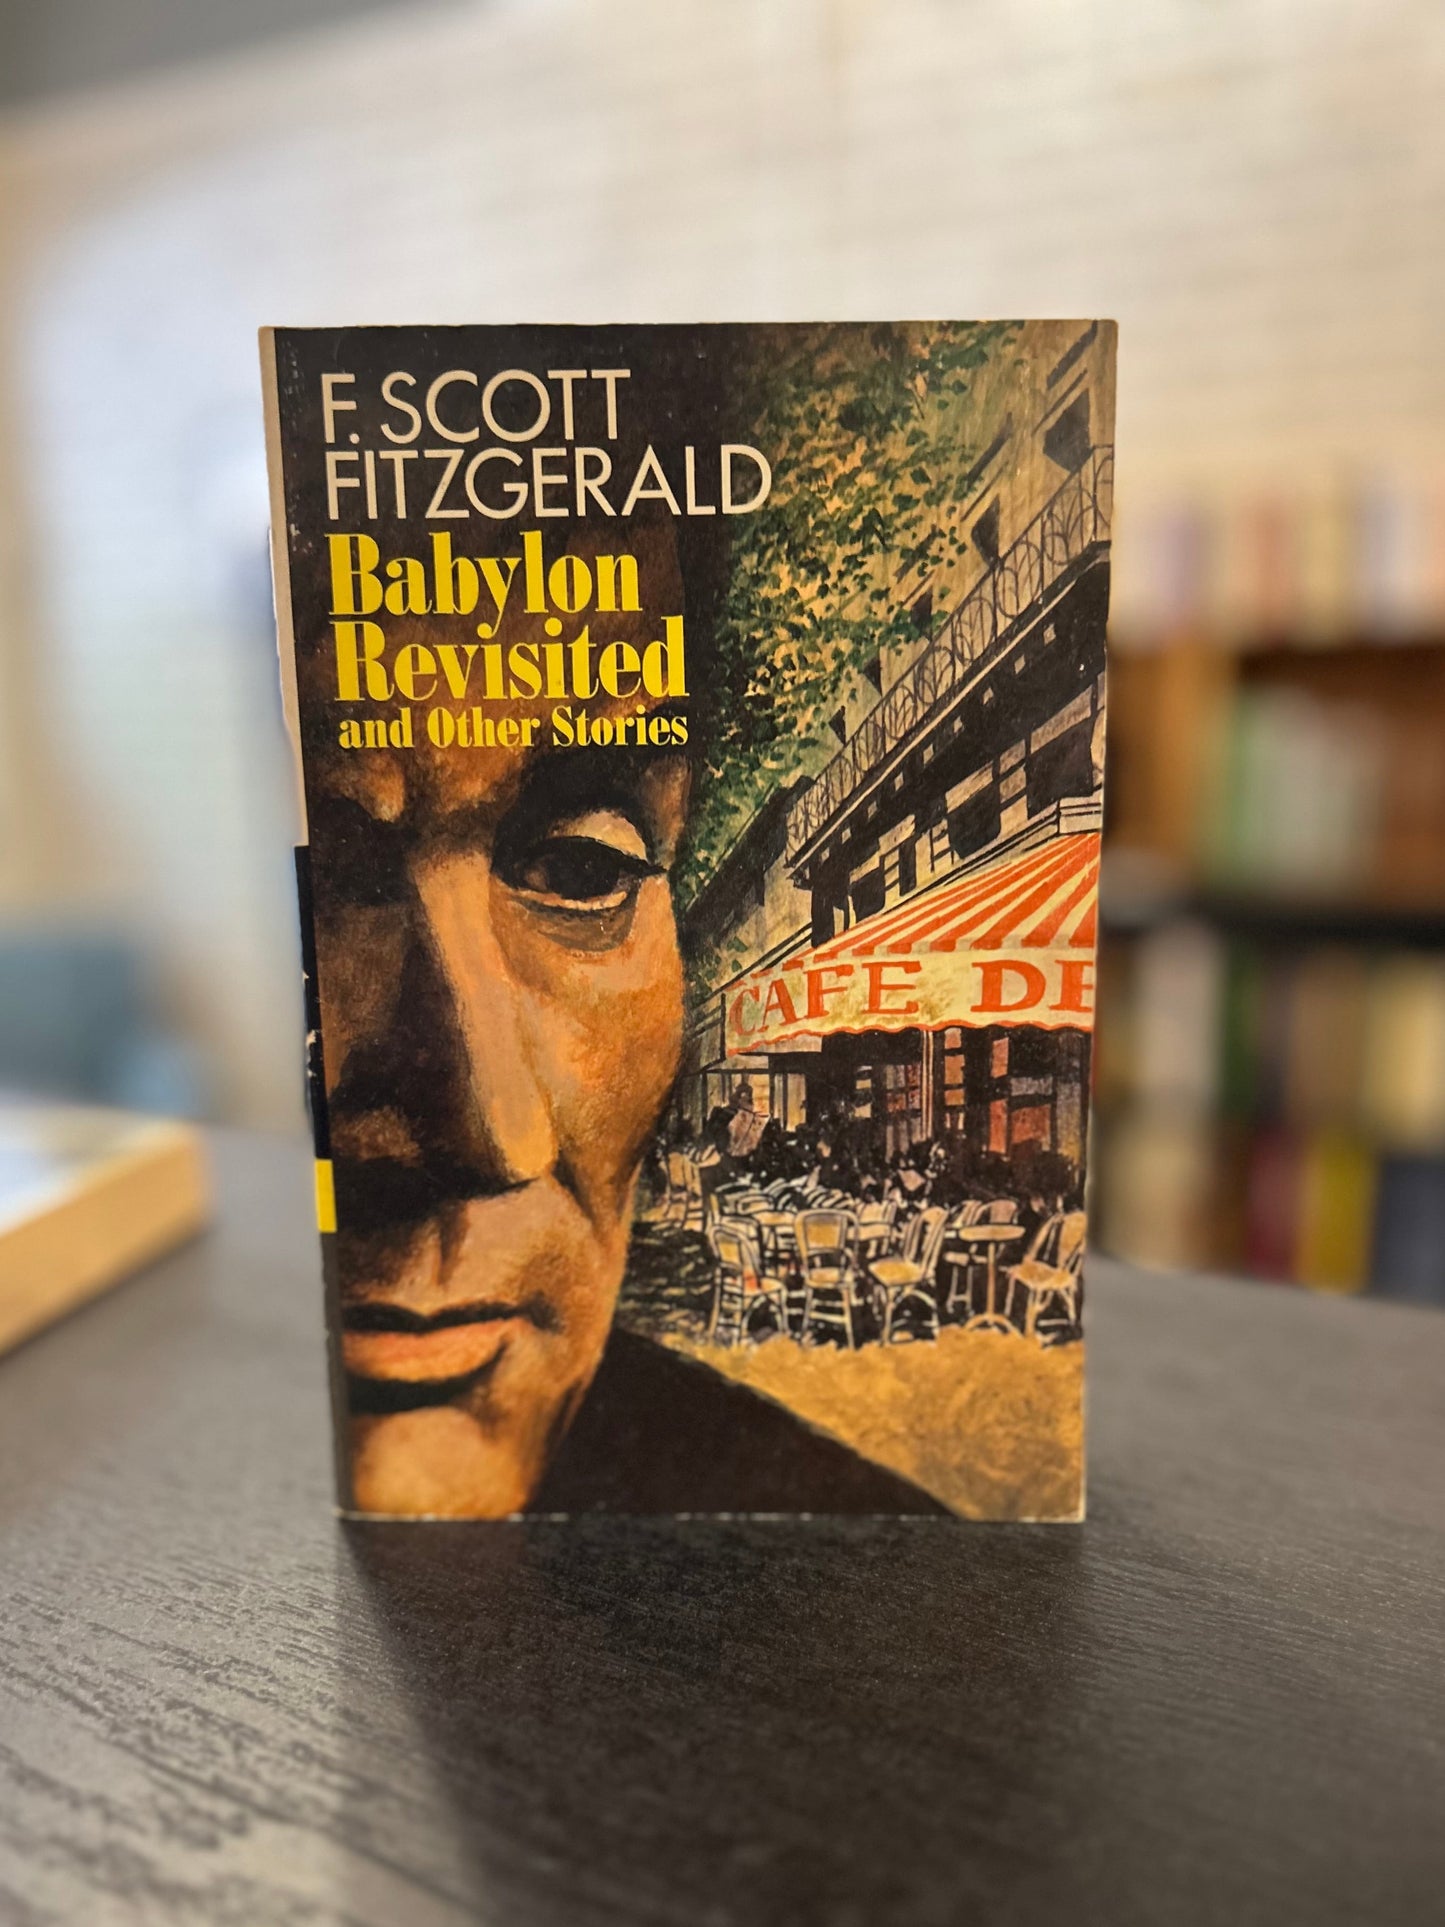 F. SCOTT
FITZGERALD
Babylon
Revisited
and Other Stories
CAFE DE